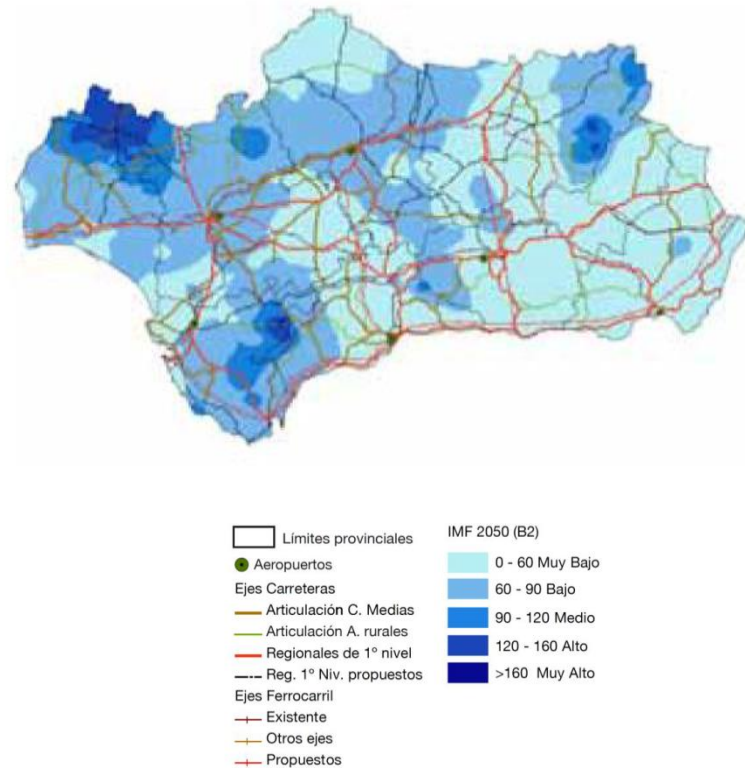 Límites provinciales
Aeropuertos
Ejes Carreteras
Articulación C. Medias
Articulación A. rurales
Regionales de 1º nivel
Reg. 1º Niv. propuestos
Ejes Ferrocarril
Existente
Otros ejes
Propuestos
IMF 2050 (B2)
0 - 60 Muy Bajo
60 - 90 Bajo
90 - 120 Medio
120 - 160 Alto
>160 Muy Alto